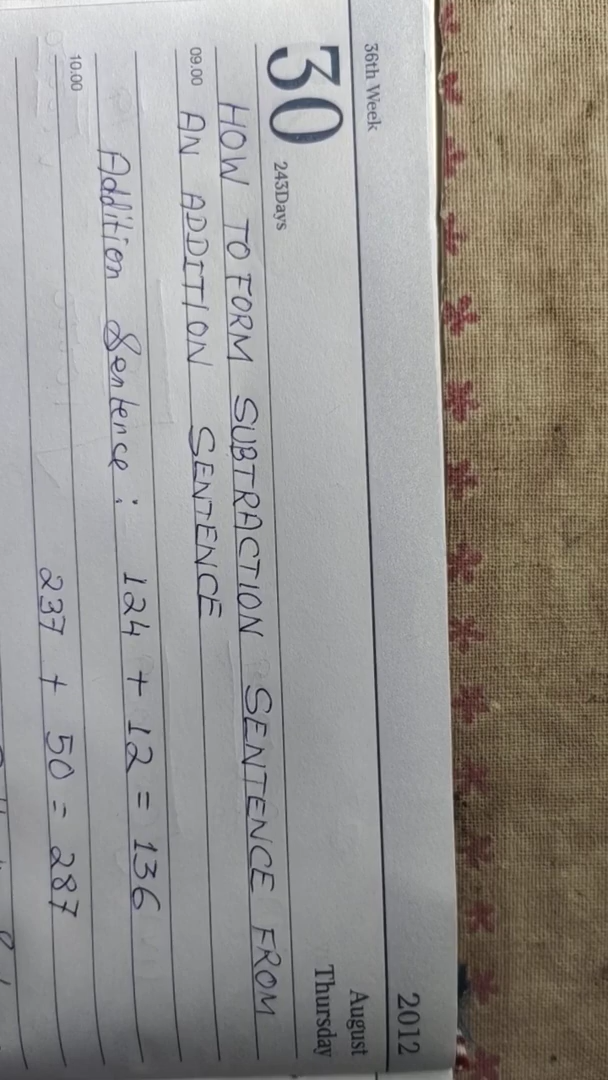 2012
36th Week
August
30 243Days
Thursday
HOW TO FORM SUBTRACTION SENTENCE FROM
09.00 AN ADDITION SENTENCE
Addition Sentence : 124 + 12 = 136
10.00
237 + 50 = 287